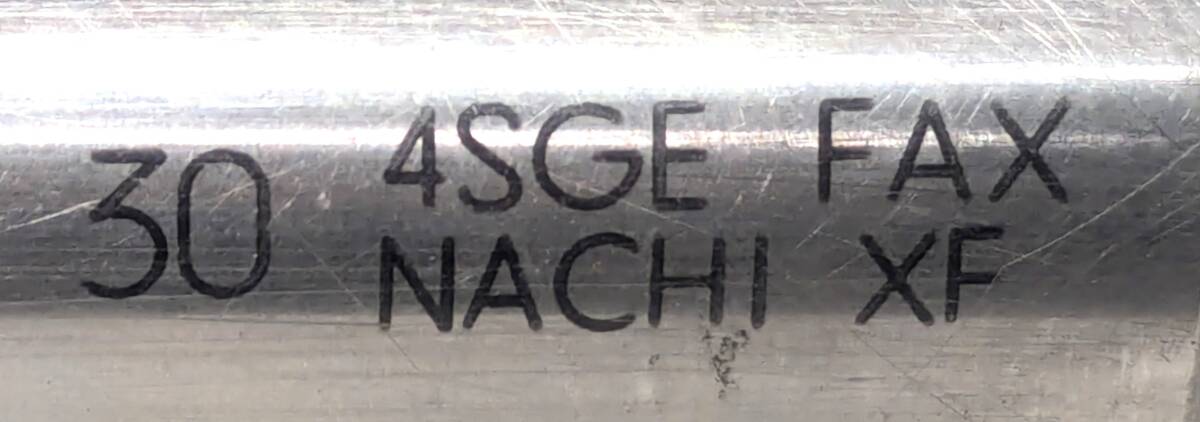 30
4SGE FAX
NACHI XF